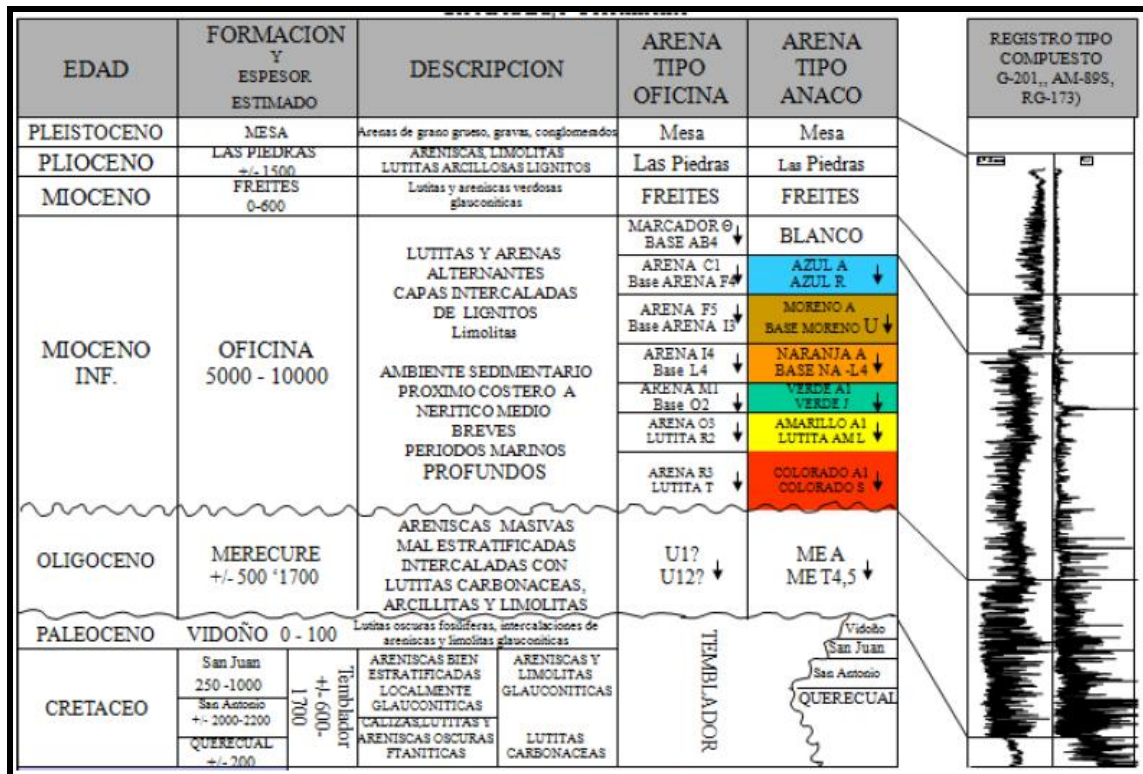 EDAD
FORMACION
Y
ESPESOR
ESTIMADO
DESCRIPCION
ARENA
TIPO
OFICINA
ARENA
TIPO
ANACO
REGISTRO TIPO
COMPUESTO
G-201,, AM-89S,
RG-173)
PLEISTOCENO
MESA
Arenas de grano grueso, gravas, conglomerados
Mesa
Mesa
PLIOCENO
LAS PIEDRAS
+/- 1500
ARENISCAS, LIMOLITAS
LUTITAS ARCILLOSAS LIGNITOS
Las Piedras
Las Piedras
MIOCENO
FREITES
0-600
Lutitas y areniscas verdosas
glauconiticas
FREITES
FREITES
MIOCENO
INF.
OFICINA
5000 - 10000
LUTITAS Y ARENAS
ALTERNANTES
CAPAS INTERCALADAS
DE LIGNITOS
Limolitas
AMBIENTE SEDIMENTARIO
PROXIMO COSTERO A
NERITICO MEDIO
BREVES
PERIODOS MARINOS
PROFUNDOS
MARCADOR Θ
BASE AB4
BLANCO
ARENA C1
Base ARENA F4
AZUL A
AZUL R
ARENA F5
Base ARENA I3
MORENO A
BASE MORENO U
ARENA I4
Base L4
NARANJA A
BASE NA -L4
ARENA M1
Base O2
VERDE A1
VERDE J
ARENA O3
LUTITA R2
AMARILLO A1
LUTITA AM L
ARENA R3
LUTITA T
COLORADO A1
COLORADO S
OLIGOCENO
MERECURE
+/- 500 '1700
ARENISCAS MASIVAS
MAL ESTRATIFICADAS
INTERCALADAS CON
LUTITAS CARBONACEAS,
ARCILLITAS Y LIMOLITAS
U1?
U12?
ME A
ME T4,5
PALEOCENO
VIDOÑO 0 - 100
Lutitas oscuras fosiliferas, intercalaciones de
areniscas y limolitas glauconiticas
TEMBLADOR
Vidoño
San Juan
San Antonio
QUERECUAL
CRETACEO
San Juan
250 -1000
San Antonio
+/- 2000-2200
QUERECUAL
+/- 200
Temblador
+/- 600-
1700
ARENISCAS BIEN
ESTRATIFICADAS
LOCALMENTE
GLAUCONITICAS
CALIZAS,LUTITAS Y
ARENISCAS OSCURAS
FTANITICAS
ARENISCAS Y
LIMOLITAS
GLAUCONITICAS
LUTITAS
CARBONACEAS